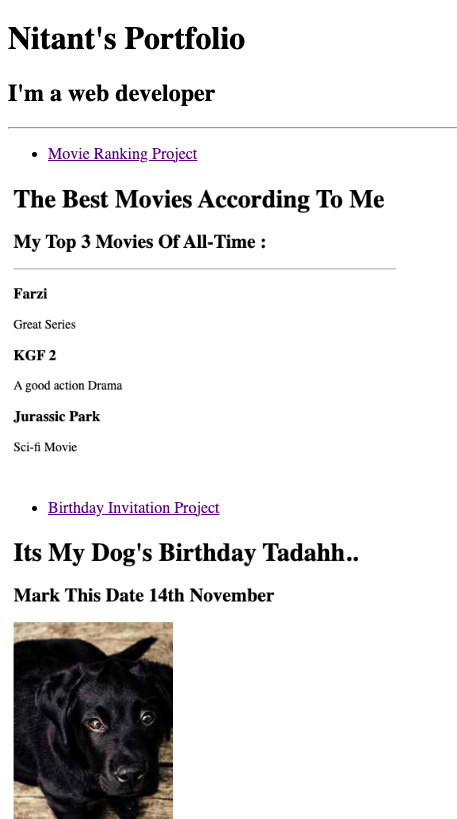 Nitant's Portfolio
I'm a web developer
Movie Ranking Project
The Best Movies According To Me
My Top 3 Movies Of All-Time :
Farzi
Great Series
KGF 2
A good action Drama
Jurassic Park
Sci-fi Movie
Birthday Invitation Project
Its My Dog's Birthday Tadahh..
Mark This Date 14th November